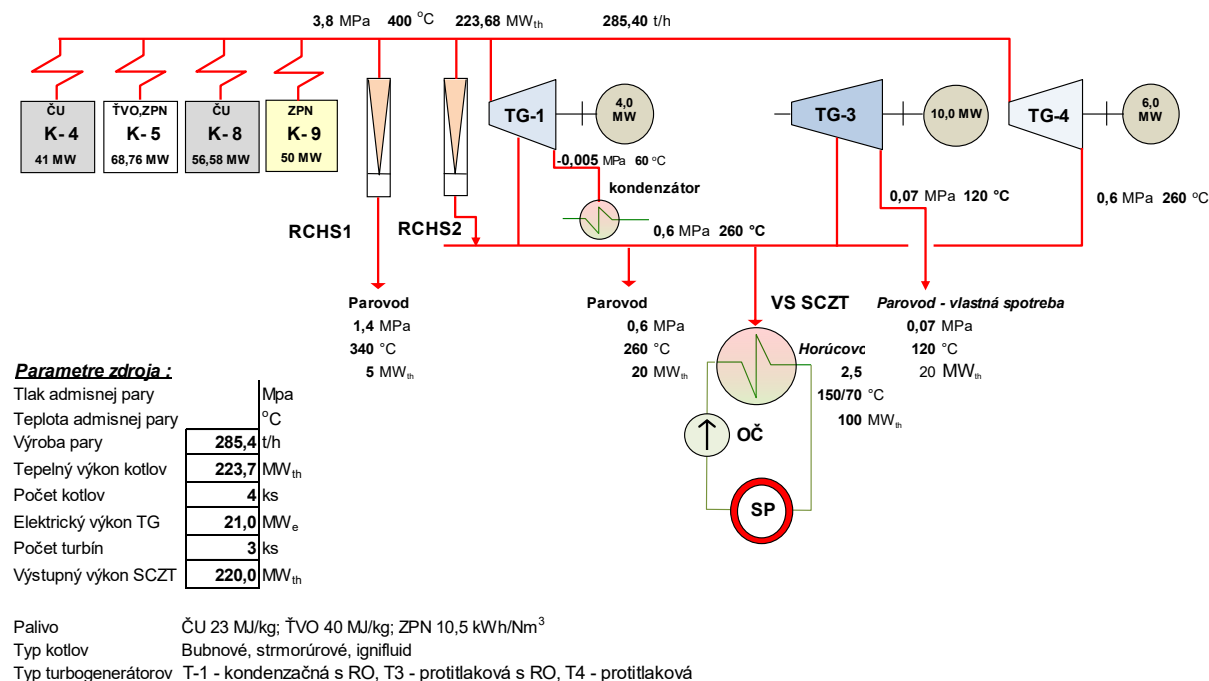 3,8 MPa 400 °C 223,68 MWth 285,40 t/h
ČU
K- 4
41 MW
ŤVO,ZPN
K- 5
68,76 MW
ČU
K- 8
56,58 MW
ZPN
K- 9
50 MW
TG-1
4,0
MW
TG-3
10,0 MW
TG-4
6,0
MW
-0,005 MPa 60 °C
kondenzátor
0,07 MPa 120 °C
0,6 MPa 260 °C
RCHS1
RCHS2
0,6 MPa 260 °C
Parovod
1,4 MPa
340 °C
5 MWth
Parovod
0,6 MPa
260 °C
20 MWth
VS SCZT
Horúcovo
2,5
150/70 °C
100 MWth
OČ
SP
Parovod - vlastná spotreba
0,07 MPa
120 °C
20 MWth
Parametre zdroja :
Tlak admisnej pary Mpa
Teplota admisnej pary °C
Výroba pary 285,4 t/h
Tepelný výkon kotlov 223,7 MWth
Počet kotlov 4 ks
Elektrický výkon TG 21,0 MWe
Počet turbín 3 ks
Výstupný výkon SCZT 220,0 MWth
Palivo ČU 23 MJ/kg; ŤVO 40 MJ/kg; ZPN 10,5 kWh/Nm³
Typ kotlov Bubnové, strmorúrové, ignifluid
Typ turbogenerátorov T-1 - kondenzačná s RO, T3 - protitlaková s RO, T4 - protitlaková